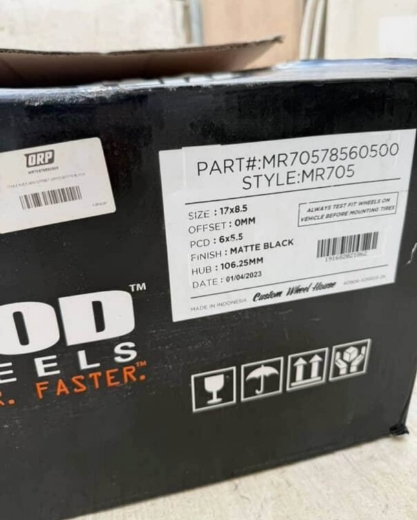 ORP
PART#:MR70578560500
STYLE:MR705
SIZE : 17x8.5
OFFSET : 0MM
PCD : 6x5.5
FINISH : MATTE BLACK
HUB : 106.25MM
DATE : 01/04/2023
ALWAYS TEST FIT WHEELS ON
VEHICLE BEFORE MOUNTING TIRES
MADE IN INDONESIA
Custom Wheel House
OD™
EELS
R. FASTER.™